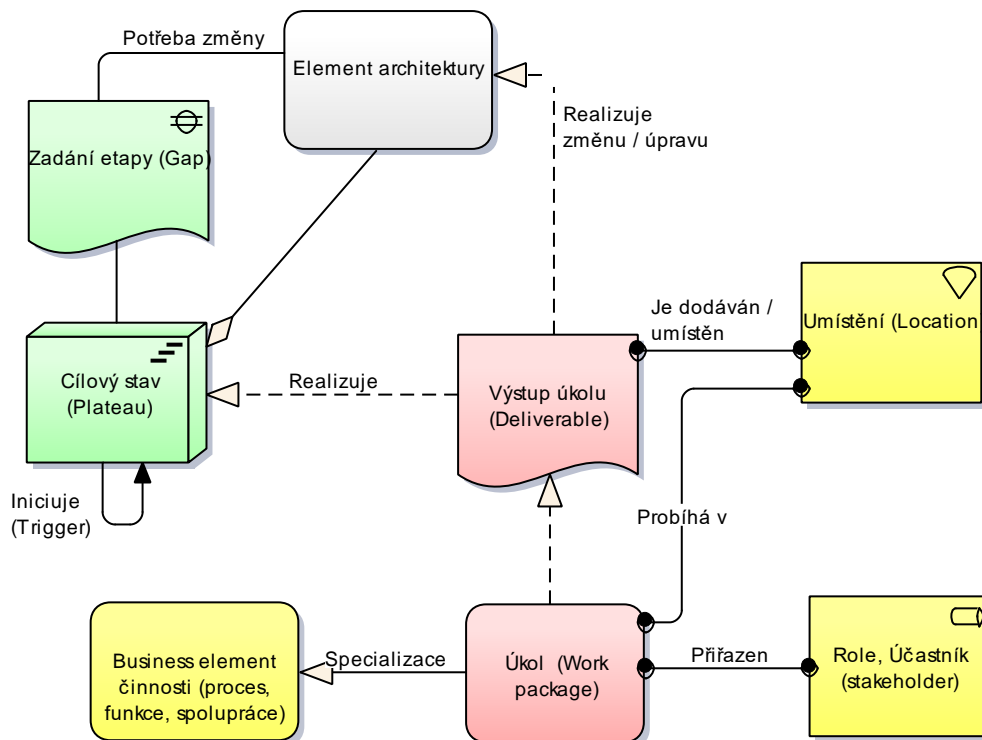 Potřeba změny
Element architektury
Realizuje
změnu / úpravu
Zadání etapy (Gap)
Je dodáván /
umístěn
Umístění (Location
Cílový stav
(Plateau)
Realizuje
Výstup úkolu
(Deliverable)
Iniciuje
(Trigger)
Probíhá v
Business element
činnosti (proces,
funkce, spolupráce)
Specializace
Úkol (Work
package)
Přiřazen
Role, Účastník
(stakeholder)